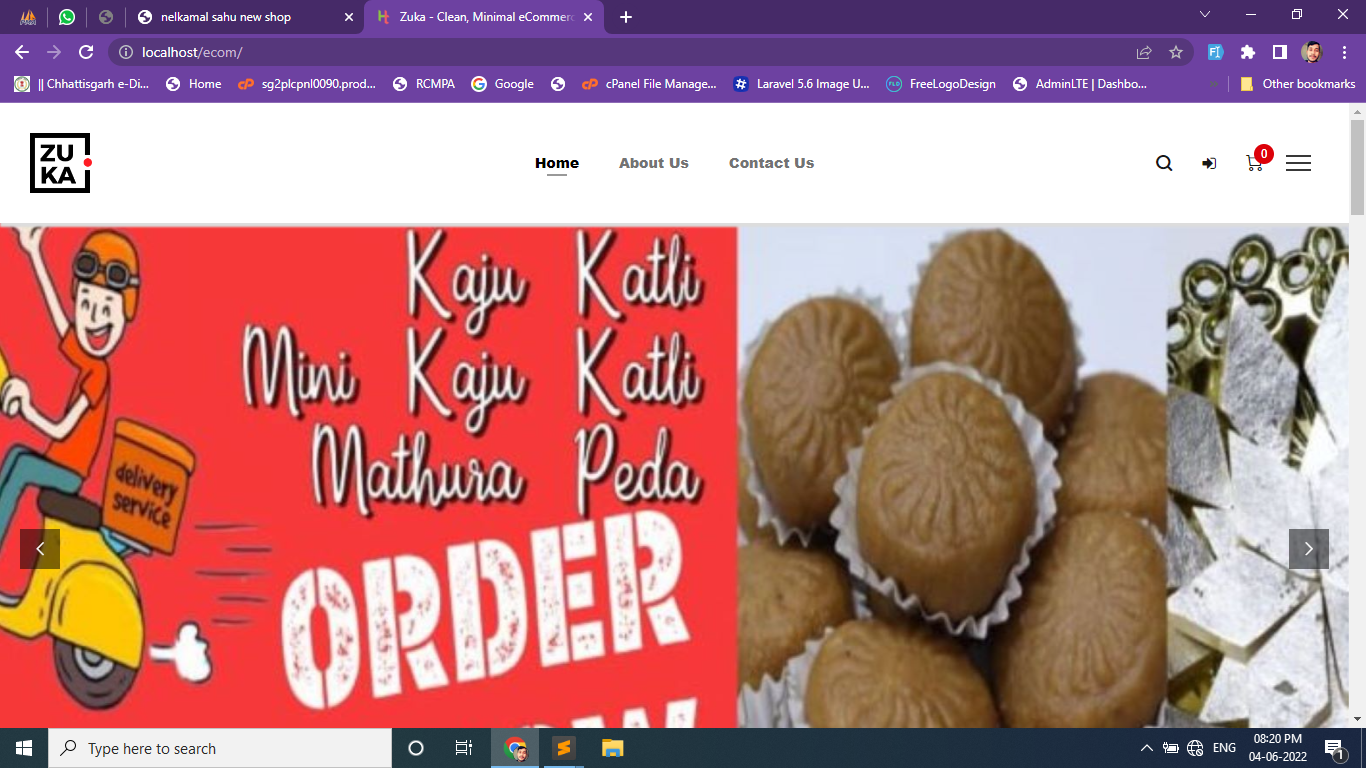 nelkamal sahu new shop
Zuka - Clean, Minimal eCommerc
localhost/ecom/
|| Chhattisgarh e-Di...
Home
sg2plcpnl0090.prod...
RCMPA
Google
cPanel File Manage...
Laravel 5.6 Image U...
FreeLogoDesign
AdminLTE | Dashbo...
»
Other bookmarks
ZU
KA
Home
About Us
Contact Us
0
Kaju Katli
Mini Kaju Katli
Mathura Peda
delivery
service
ORDER
Type here to search
ENG
08:20 PM
04-06-2022
1